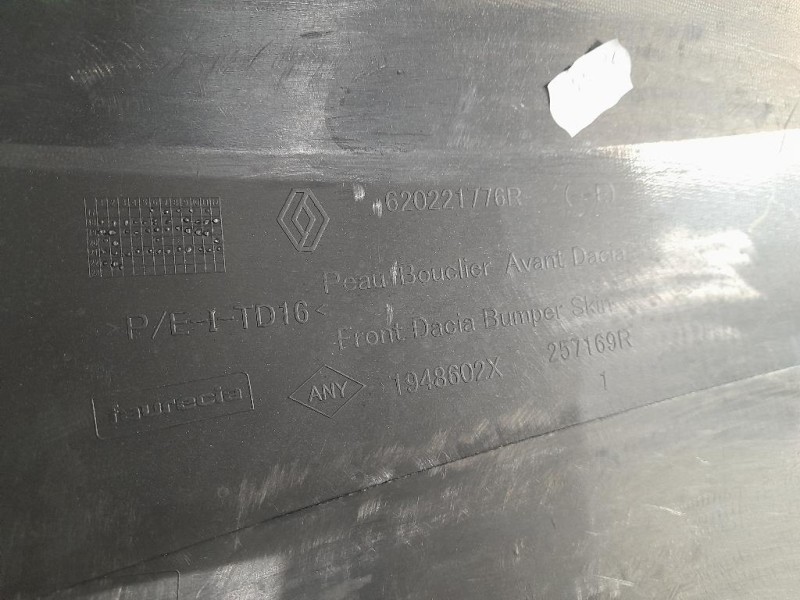 620221776R (-E)
Peau Bouclier Avant Dacia
>P/E-I-TD16<
Front Dacia Bumper Skin
faurecia
ANY
1948602X 257169R
1